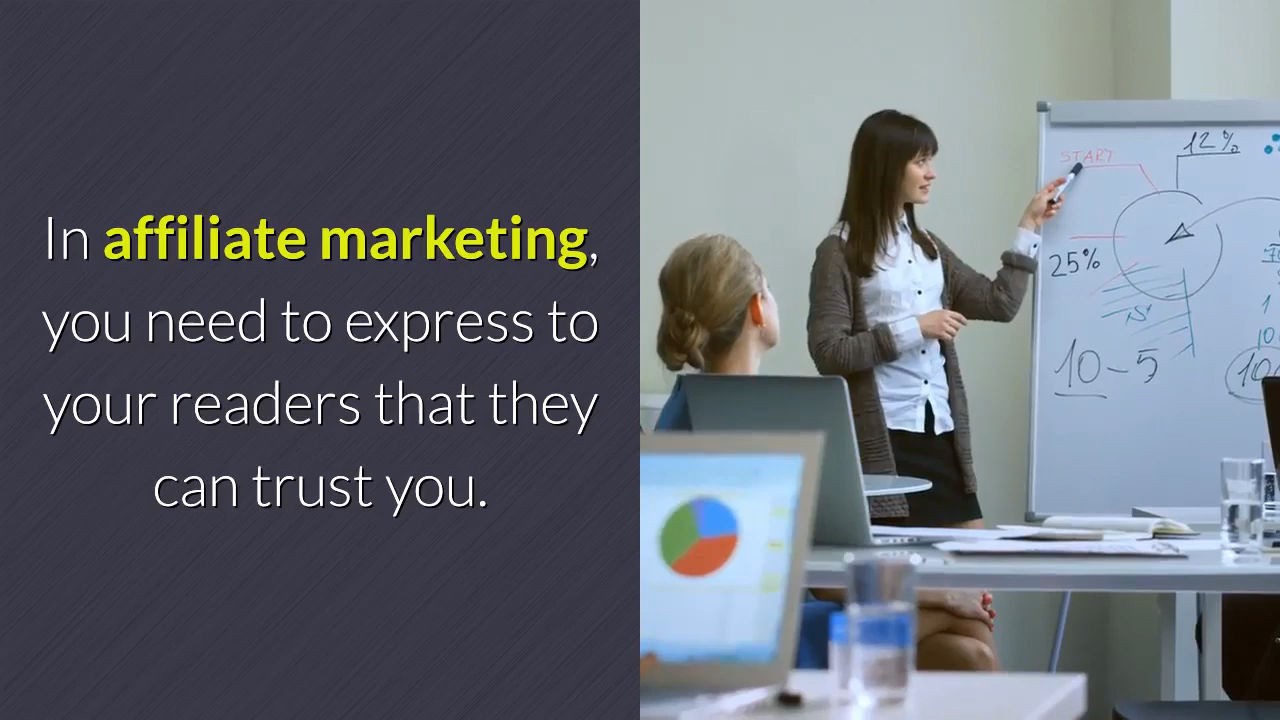 In affiliate marketing,
you need to express to
your readers that they
can trust you.
START
12%
25%
10-5